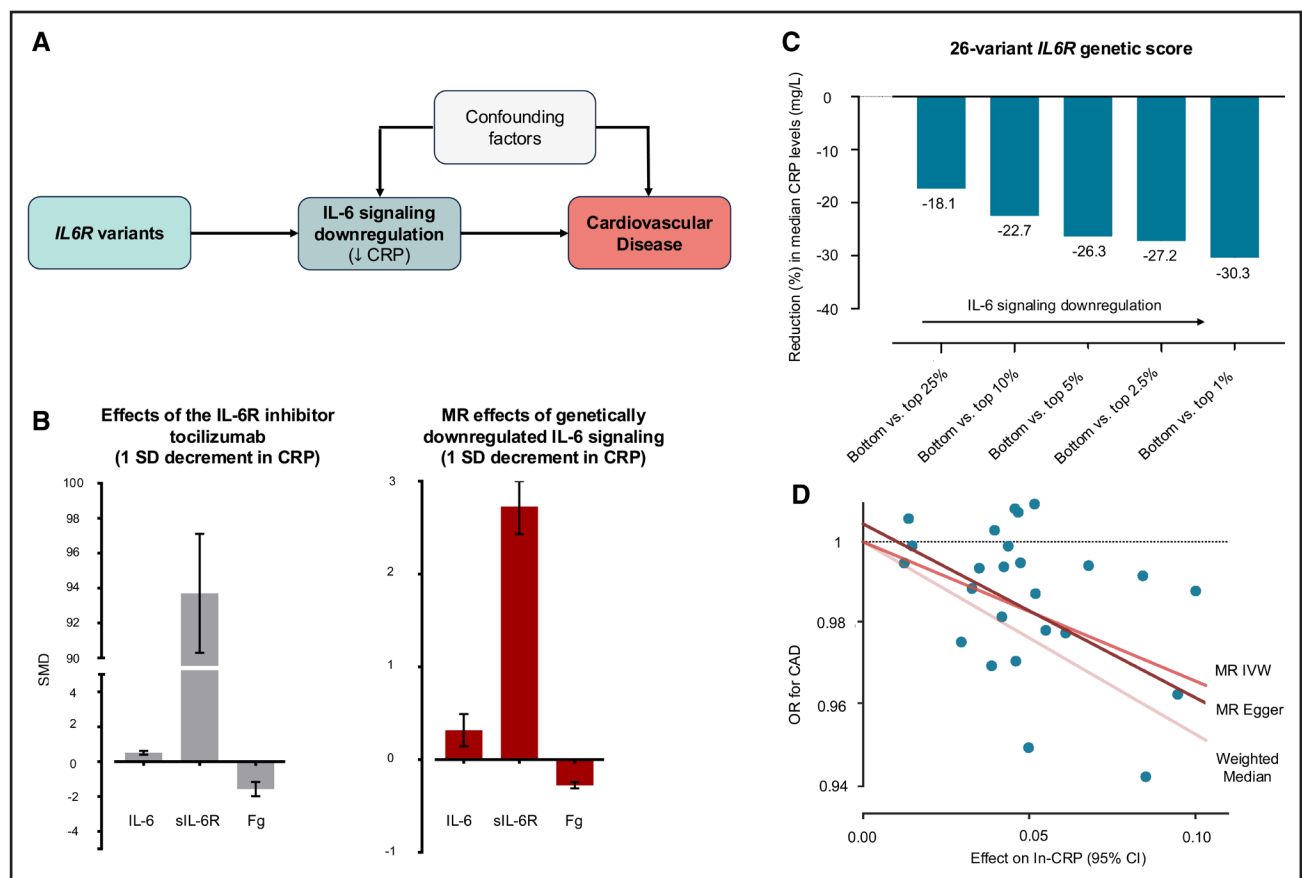 A
IL6R variants
IL-6 signaling
downregulation
(↓ CRP)
Confounding
factors
Cardiovascular
Disease
B
Effects of the IL-6R inhibitor
tocilizumab
(1 SD decrement in CRP)
SMD
100
98
96
94
92
90
4
2
0
-2
-4
IL-6
sIL-6R
Fg
MR effects of genetically
downregulated IL-6 signaling
(1 SD decrement in CRP)
3
2
1
0
-1
IL-6
sIL-6R
Fg
C
26-variant IL6R genetic score
Reduction (%) in median CRP levels (mg/L)
0
-10
-20
-30
-40
-18.1
-22.7
-26.3
-27.2
-30.3
IL-6 signaling downregulation
Bottom vs. top 25%
Bottom vs. top 10%
Bottom vs. top 5%
Bottom vs. top 2.5%
Bottom vs. top 1%
D
OR for CAD
1
0.98
0.96
0.94
MR IVW
MR Egger
Weighted
Median
0.00
0.05
0.10
Effect on ln-CRP (95% CI)